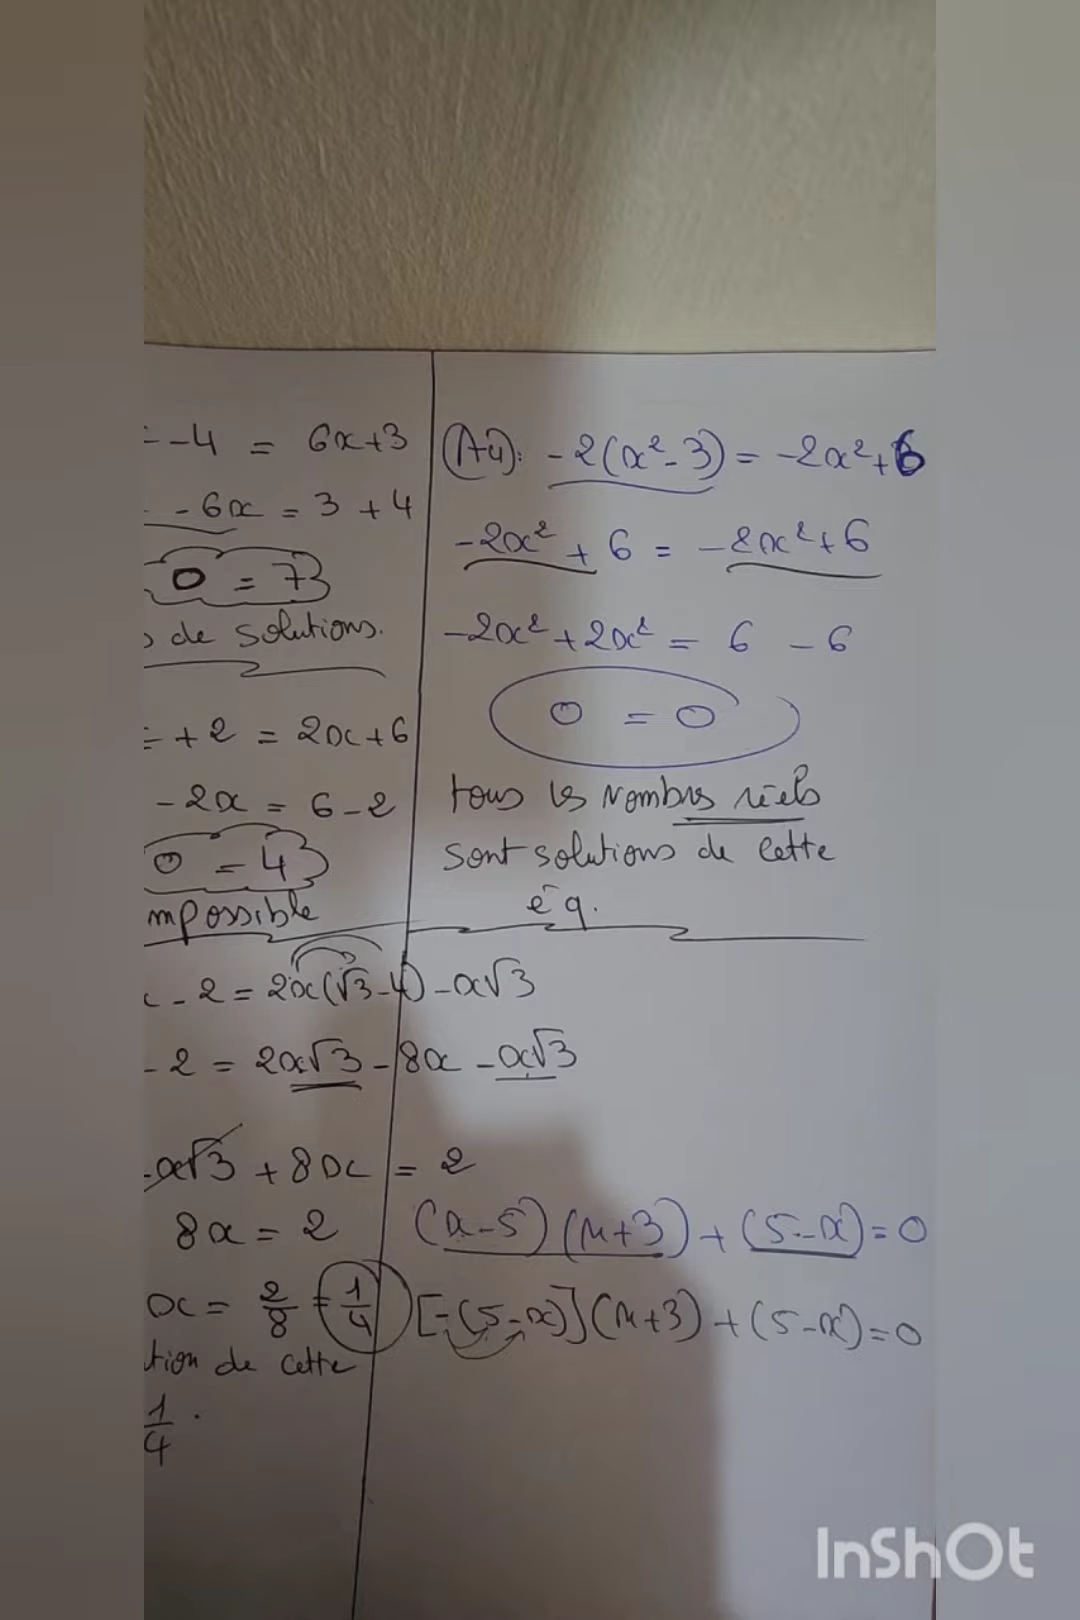 = -4 = 6x+3
- -6x = 3 + 4
0 = 7
s de solutions.
= +2 = 2x+6
-2x = 6-2
0 = 4
mpossible
x - 2 = 2x(√3-4) - x√3
- 2 = 2x√3 - 8x - x√3
-x√3 + 8x = 2
8x = 2
x = 2/8 = 1/4
tion de cette
1/4.
(A4): -2(x²-3) = -2x²+6
-2x² + 6 = -2x²+6
-2x²+2x² = 6 - 6
0 = 0
tous les nombres réels
sont solutions de cette
éq.
(x-5)(x+3)+(5-x)=0
[-(5-x)](x+3)+(5-x)=0
InShOt